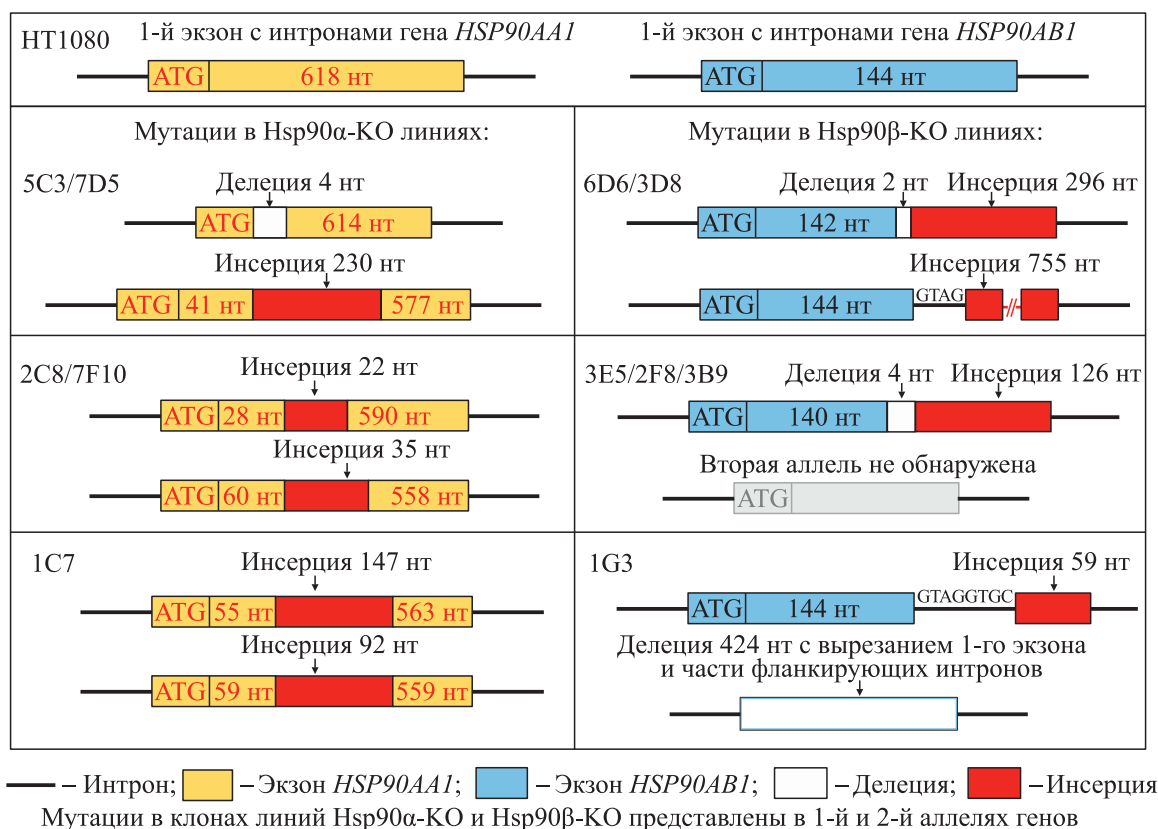 HT1080
1-й экзон с интронами гена HSP90AA1
ATG 618 нт
1-й экзон с интронами гена HSP90AB1
ATG 144 нт
Мутации в Hsp90α-KO линиях:
5C3/7D5
Делеция 4 нт
ATG 614 нт
Инсерция 230 нт
ATG 41 нт 577 нт
2C8/7F10
Инсерция 22 нт
ATG 28 нт 590 нт
Инсерция 35 нт
ATG 60 нт 558 нт
1C7
Инсерция 147 нт
ATG 55 нт 563 нт
Инсерция 92 нт
ATG 59 нт 559 нт
Мутации в Hsp90β-KO линиях:
6D6/3D8
Делеция 2 нт Инсерция 296 нт
ATG 142 нт
Инсерция 755 нт
ATG 144 нт GTAG //
3E5/2F8/3B9
Делеция 4 нт Инсерция 126 нт
ATG 140 нт
Вторая аллель не обнаружена
ATG
1G3
Инсерция 59 нт
ATG 144 нт GTAGGTGC
Делеция 424 нт с вырезанием 1-го экзона
и части фланкирующих интронов
– Интрон; – Экзон HSP90AA1; – Экзон HSP90AB1; – Делеция; – Инсерция
Мутации в клонах линий Hsp90α-KO и Hsp90β-KO представлены в 1-й и 2-й аллелях генов